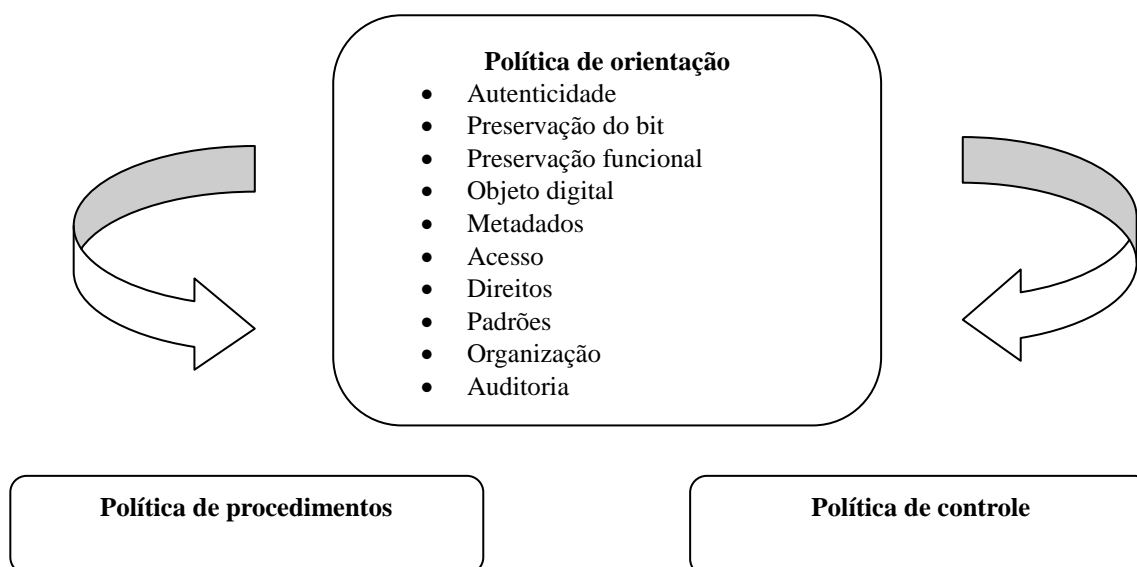 Política de orientação
• Autenticidade
• Preservação do bit
• Preservação funcional
• Objeto digital
• Metadados
• Acesso
• Direitos
• Padrões
• Organização
• Auditoria
Política de procedimentos
Política de controle